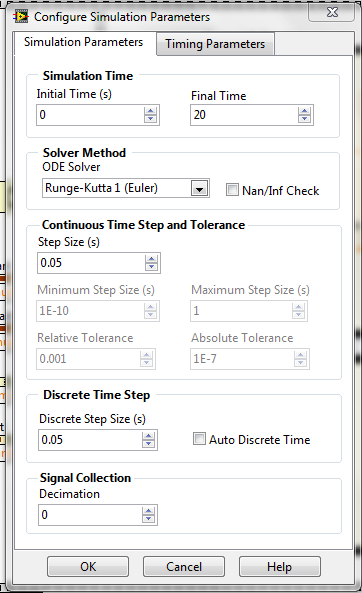 Configure Simulation Parameters
Simulation Parameters Timing Parameters
Simulation Time
Initial Time (s) Final Time
0 20
Solver Method
ODE Solver
Runge-Kutta 1 (Euler) Nan/Inf Check
Continuous Time Step and Tolerance
Step Size (s)
0.05
Minimum Step Size (s) Maximum Step Size (s)
1E-10 1
Relative Tolerance Absolute Tolerance
0.001 1E-7
Discrete Time Step
Discrete Step Size (s)
0.05 Auto Discrete Time
Signal Collection
Decimation
0
OK Cancel Help